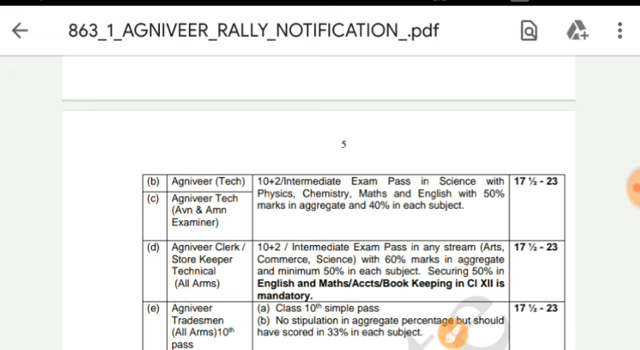 863_1_AGNIVEER_RALLY_NOTIFICATION_.pdf
5
(b) Agniveer (Tech) 10+2/Intermediate Exam Pass in Science with 17 ½ - 23
Physics, Chemistry, Maths and English with 50%
(c) Agniveer Tech marks in aggregate and 40% in each subject.
(Avn & Amn
Examiner)
(d) Agniveer Clerk / 10+2 / Intermediate Exam Pass in any stream (Arts, 17 ½ - 23
Store Keeper Commerce, Science) with 60% marks in aggregate
Technical and minimum 50% in each subject. Securing 50% in
(All Arms) English and Maths/Accts/Book Keeping in Cl XII is
mandatory.
(e) Agniveer (a) Class 10th simple pass 17 ½ - 23
Tradesmen (b) No stipulation in aggregate percentage but should
(All Arms)10th have scored in 33% in each subject.
pass